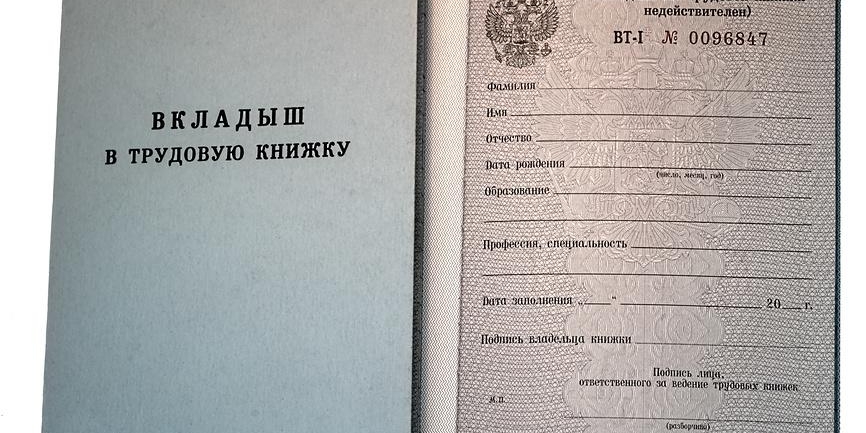 ВКЛАДЫШ
В ТРУДОВУЮ КНИЖКУ
недействителен)
ВТ-I № 0096847
Фамилия
Имя
Отчество
Дата рождения
(число, месяц, год)
Образование
Профессия, специальность
Дата заполнения „ “ 20 г.
Подпись владельца книжки
Подпись лица,
ответственного за ведение трудовых книжек
М.П.
(разборчиво)